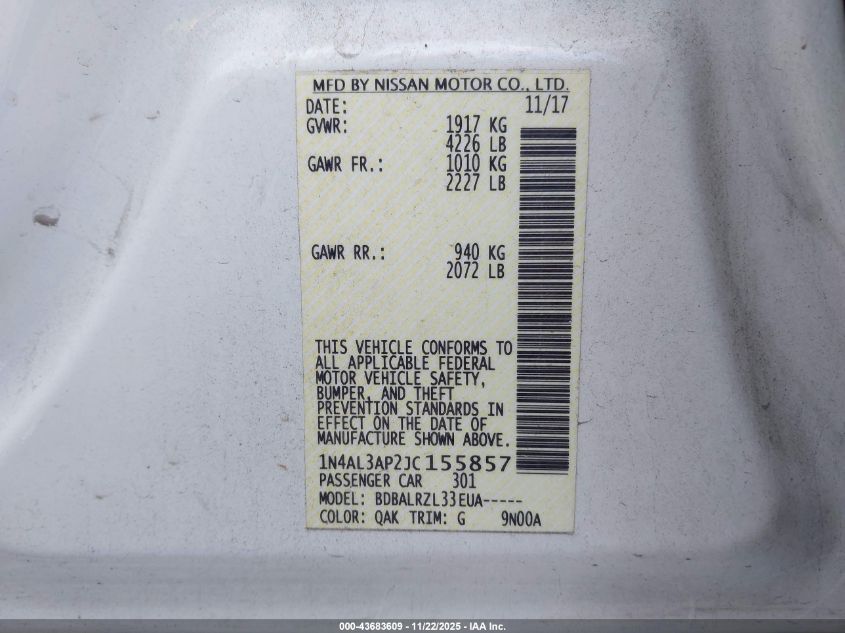 MFD BY NISSAN MOTOR CO., LTD.
DATE: 11/17
GVWR: 1917 KG
4226 LB
GAWR FR.: 1010 KG
2227 LB
GAWR RR.: 940 KG
2072 LB
THIS VEHICLE CONFORMS TO
ALL APPLICABLE FEDERAL
MOTOR VEHICLE SAFETY,
BUMPER, AND THEFT
PREVENTION STANDARDS IN
EFFECT ON THE DATE OF
MANUFACTURE SHOWN ABOVE.
1N4AL3AP2JC155857
PASSENGER CAR 301
MODEL: BDBALRZL33EUA-----
COLOR: QAK TRIM: G 9N00A
000-43683609 - 11/22/2025 - IAA Inc.